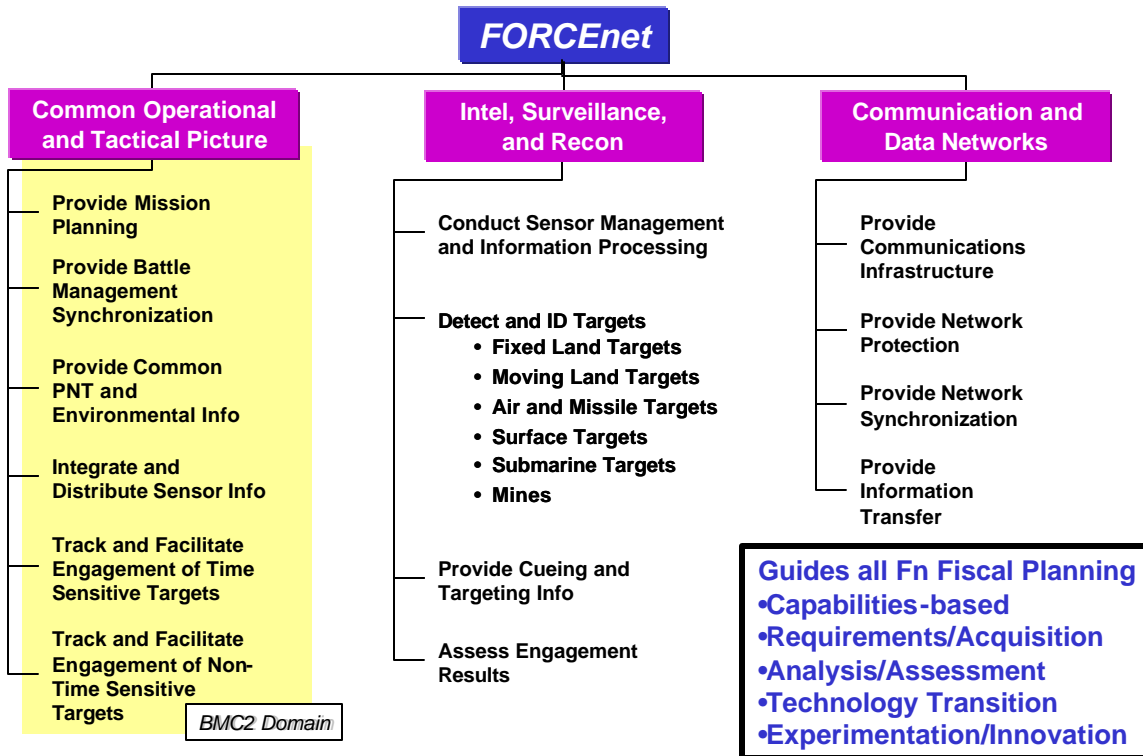 FORCEnet
Common Operational
and Tactical Picture
Provide Mission
Planning
Provide Battle
Management
Synchronization
Provide Common
PNT and
Environmental Info
Integrate and
Distribute Sensor Info
Track and Facilitate
Engagement of Time
Sensitive Targets
Track and Facilitate
Engagement of Non-
Time Sensitive
Targets
BMC2 Domain
Intel, Surveillance,
and Recon
Conduct Sensor Management
and Information Processing
Detect and ID Targets
• Fixed Land Targets
• Moving Land Targets
• Air and Missile Targets
• Surface Targets
• Submarine Targets
• Mines
Provide Cueing and
Targeting Info
Assess Engagement
Results
Communication and
Data Networks
Provide
Communications
Infrastructure
Provide Network
Protection
Provide Network
Synchronization
Provide
Information
Transfer
Guides all Fn Fiscal Planning
•Capabilities-based
•Requirements/Acquisition
•Analysis/Assessment
•Technology Transition
•Experimentation/Innovation